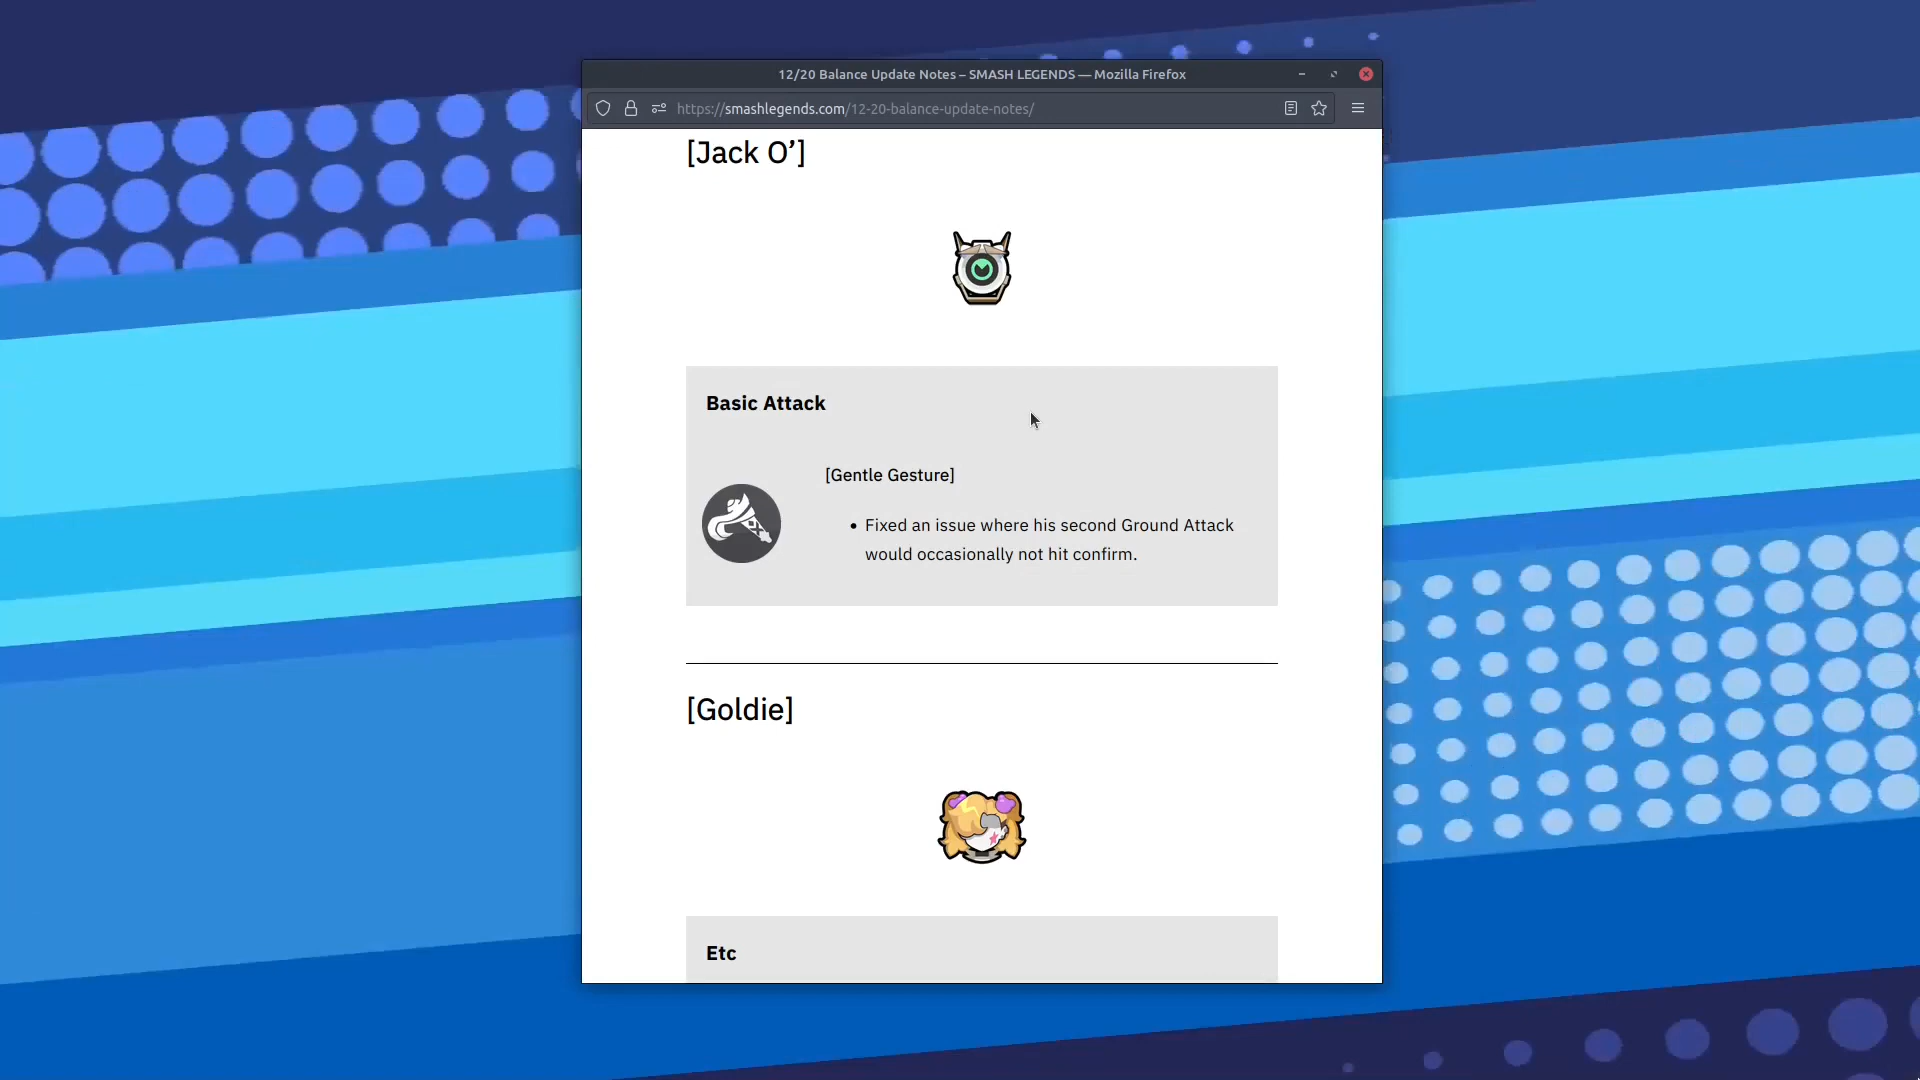 12/20 Balance Update Notes – SMASH LEGENDS — Mozilla Firefox
https://smashlegends.com/12-20-balance-update-notes/
[Jack O’]
Basic Attack
[Gentle Gesture]
• Fixed an issue where his second Ground Attack
would occasionally not hit confirm.
[Goldie]
Etc